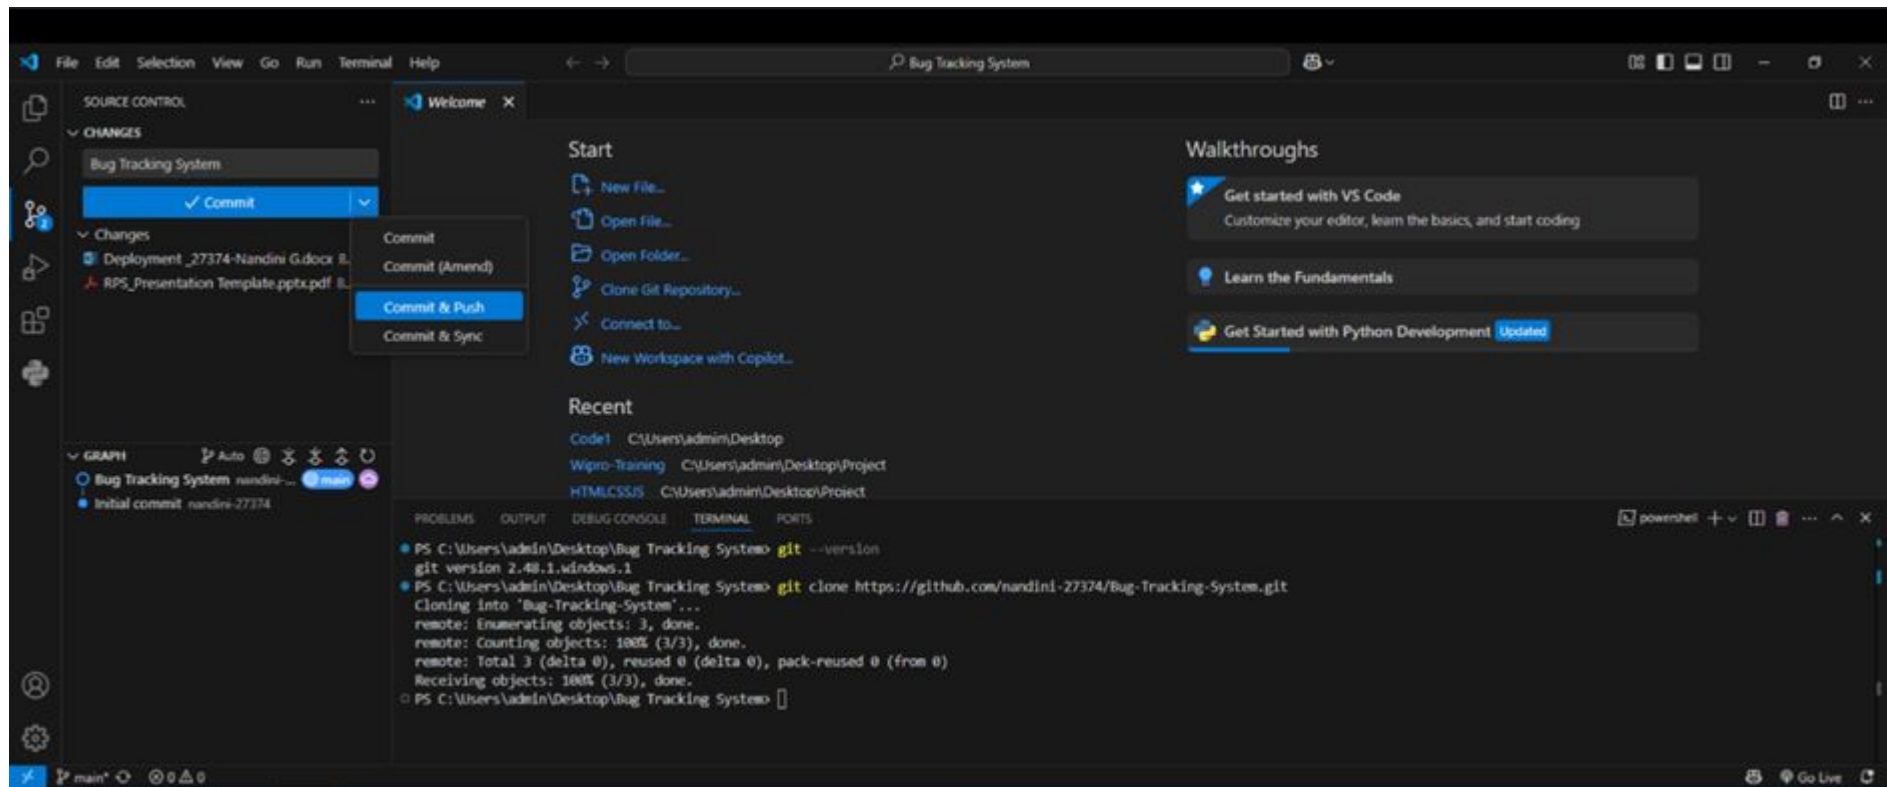 File Edit Selection View Go Run Terminal Help
Bug Tracking System
SOURCE CONTROL
CHANGES
Bug Tracking System
Commit
Changes
Deployment _27374-Nandini G.docx
RPS_Presentation Template.pptx.pdf
2
Commit
Commit (Amend)
Commit & Push
Commit & Sync
GRAPH
Auto
Bug Tracking System nandini-... main
Initial commit nandini-27374
Welcome
Start
New File...
Open File...
Open Folder...
Clone Git Repository...
Connect to...
New Workspace with Copilot...
Recent
Code1 C:\Users\admin\Desktop
Wipro-Training C:\Users\admin\Desktop\Project
HTMLCSSJS C:\Users\admin\Desktop\Project
Walkthroughs
Get started with VS Code
Customize your editor, learn the basics, and start coding
Learn the Fundamentals
Get Started with Python Development Updated
PROBLEMS OUTPUT DEBUG CONSOLE TERMINAL PORTS
powershell
PS C:\Users\admin\Desktop\Bug Tracking System> git --version
git version 2.48.1.windows.1
PS C:\Users\admin\Desktop\Bug Tracking System> git clone https://github.com/nandini-27374/Bug-Tracking-System.git
Cloning into 'Bug-Tracking-System'...
remote: Enumerating objects: 3, done.
remote: Counting objects: 100% (3/3), done.
remote: Total 3 (delta 0), reused 0 (delta 0), pack-reused 0 (from 0)
Receiving objects: 100% (3/3), done.
PS C:\Users\admin\Desktop\Bug Tracking System>
main* 0 0
Go Live